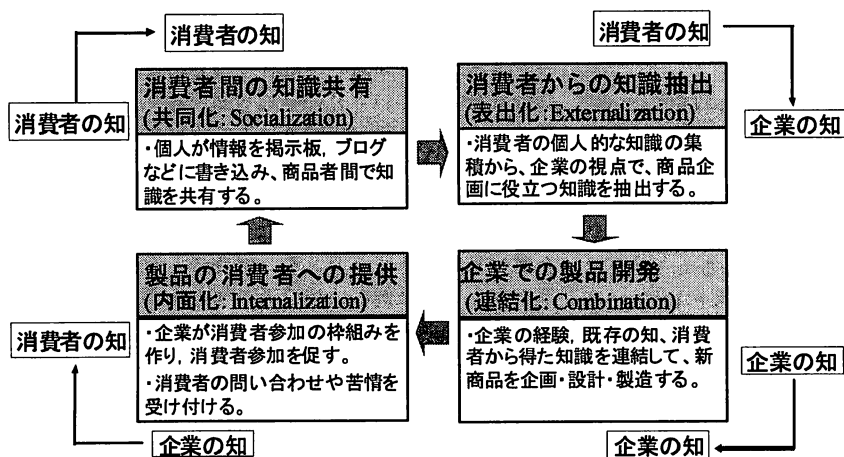 消費者の知
消費者の知
消費者間の知識共有
(共同化: Socialization)
・個人が情報を掲示板, ブログ
などに書き込み、商品者間で知
識を共有する。
消費者の知
企業の知
消費者からの知識抽出
(表出化:Externalization)
・消費者の個人的な知識の集
積から、企業の視点で、商品企
画に役立つ知識を抽出する。
製品の消費者への提供
(内面化: Internalization)
・企業が消費者参加の枠組みを
作り, 消費者参加を促す。
・消費者の問い合わせや苦情を
受け付ける。
消費者の知
企業の知
企業での製品開発
(連結化: Combination)
・企業の経験, 既存の知、消費
者から得た知識を連結して、新
商品を企画・設計・製造する。
企業の知
企業の知